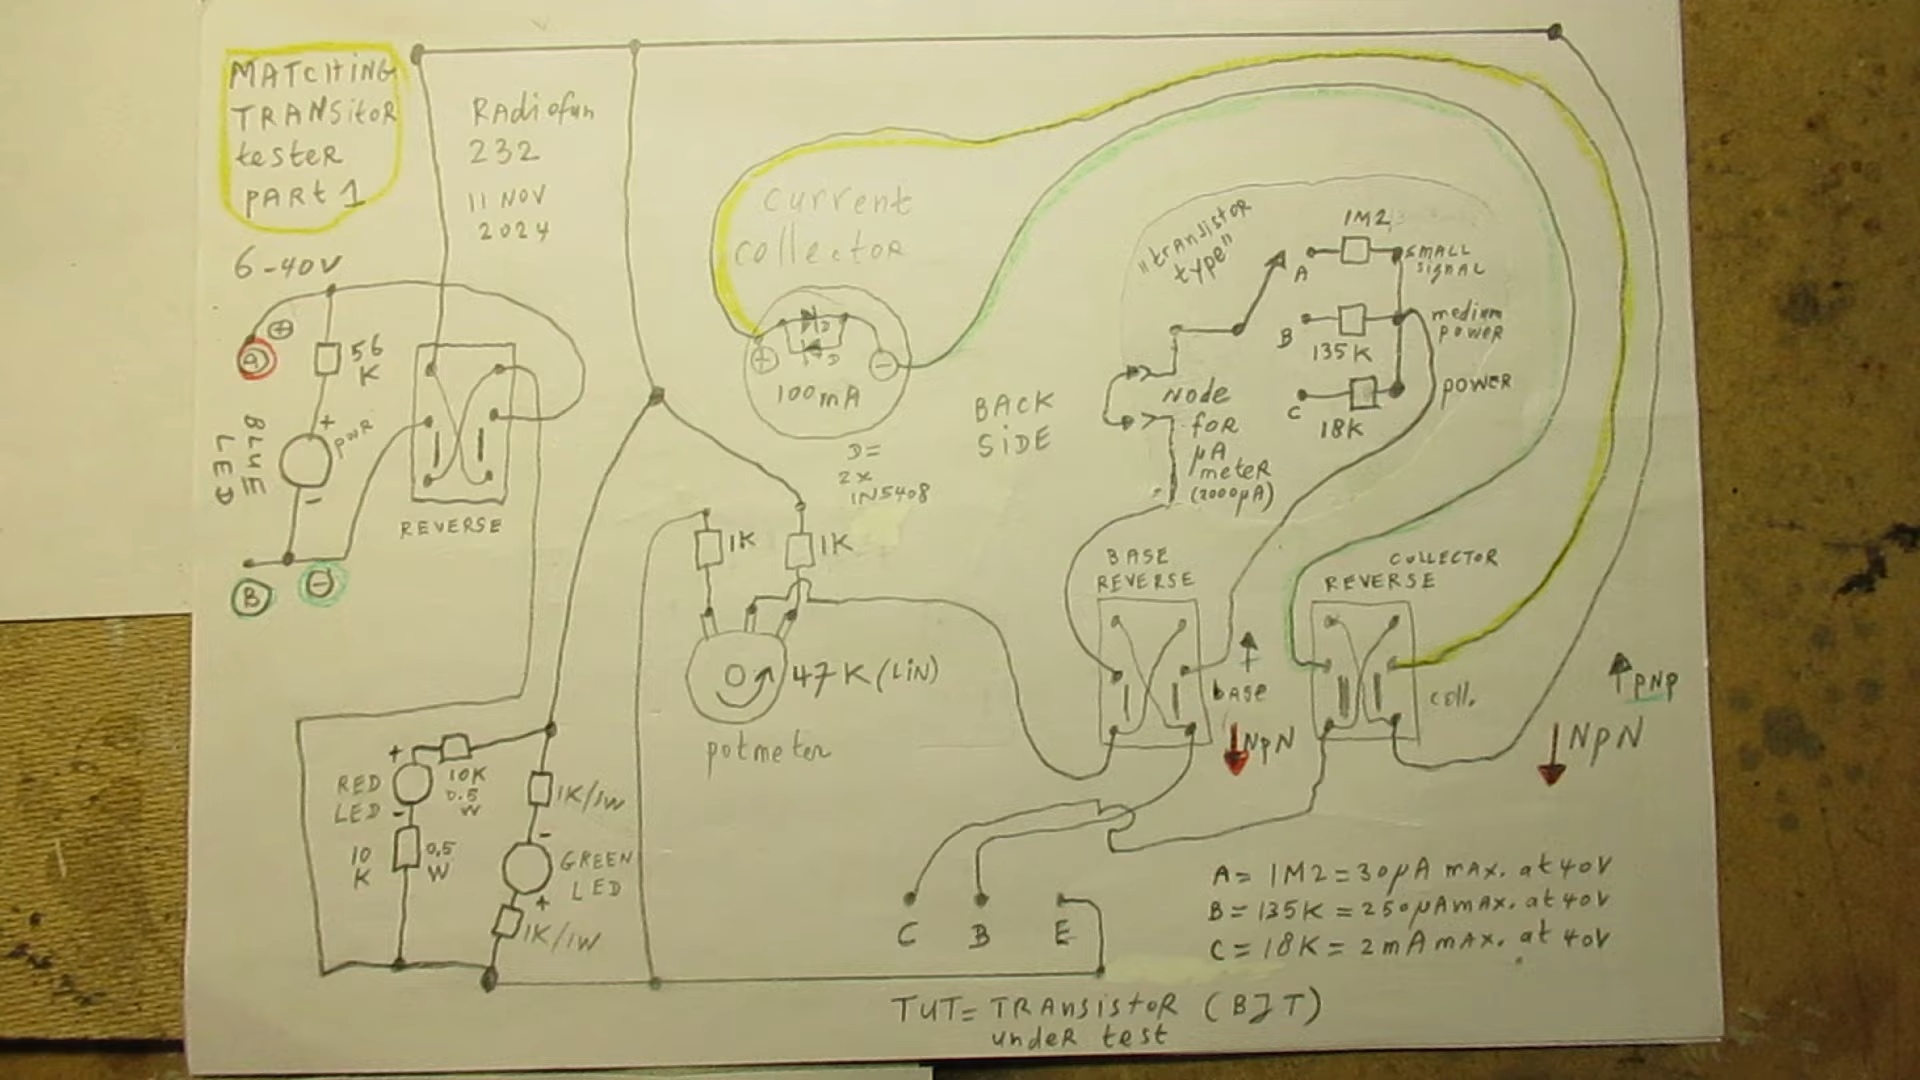 MATCHING
TRANSitOR
tesTeR
PARt 1
RAdiofun
232
11 NOV
2024
6-40V
+
A
56
K
+
PWR
BLUE
LED
-
B
-
REVERSE
current
collector
D
D
+
-
100mA
D=
2x
1N5408
BACK
SiDE
"transistor
type"
1M2
A
SMALL
signal
B
135K
medium
power
C
18K
power
Node
for
µA
meter
(2000µA)
1K
1K
47K (LiN)
potmeter
BASE
REVERSE
COLLECTOR
REVERSE
base
NpN
coll.
pnp
NpN
+
RED
LED
-
10K
0.5
W
10
K
0,5
W
1K/1W
-
GREEN
LED
+
1K/1W
C
B
E
A= 1M2 = 30µA max. at 40V
B= 135K = 250µA max. at 40V
C= 18K = 2mA max. at 40V
TUT= TRANSistoR (BJT)
undeR test